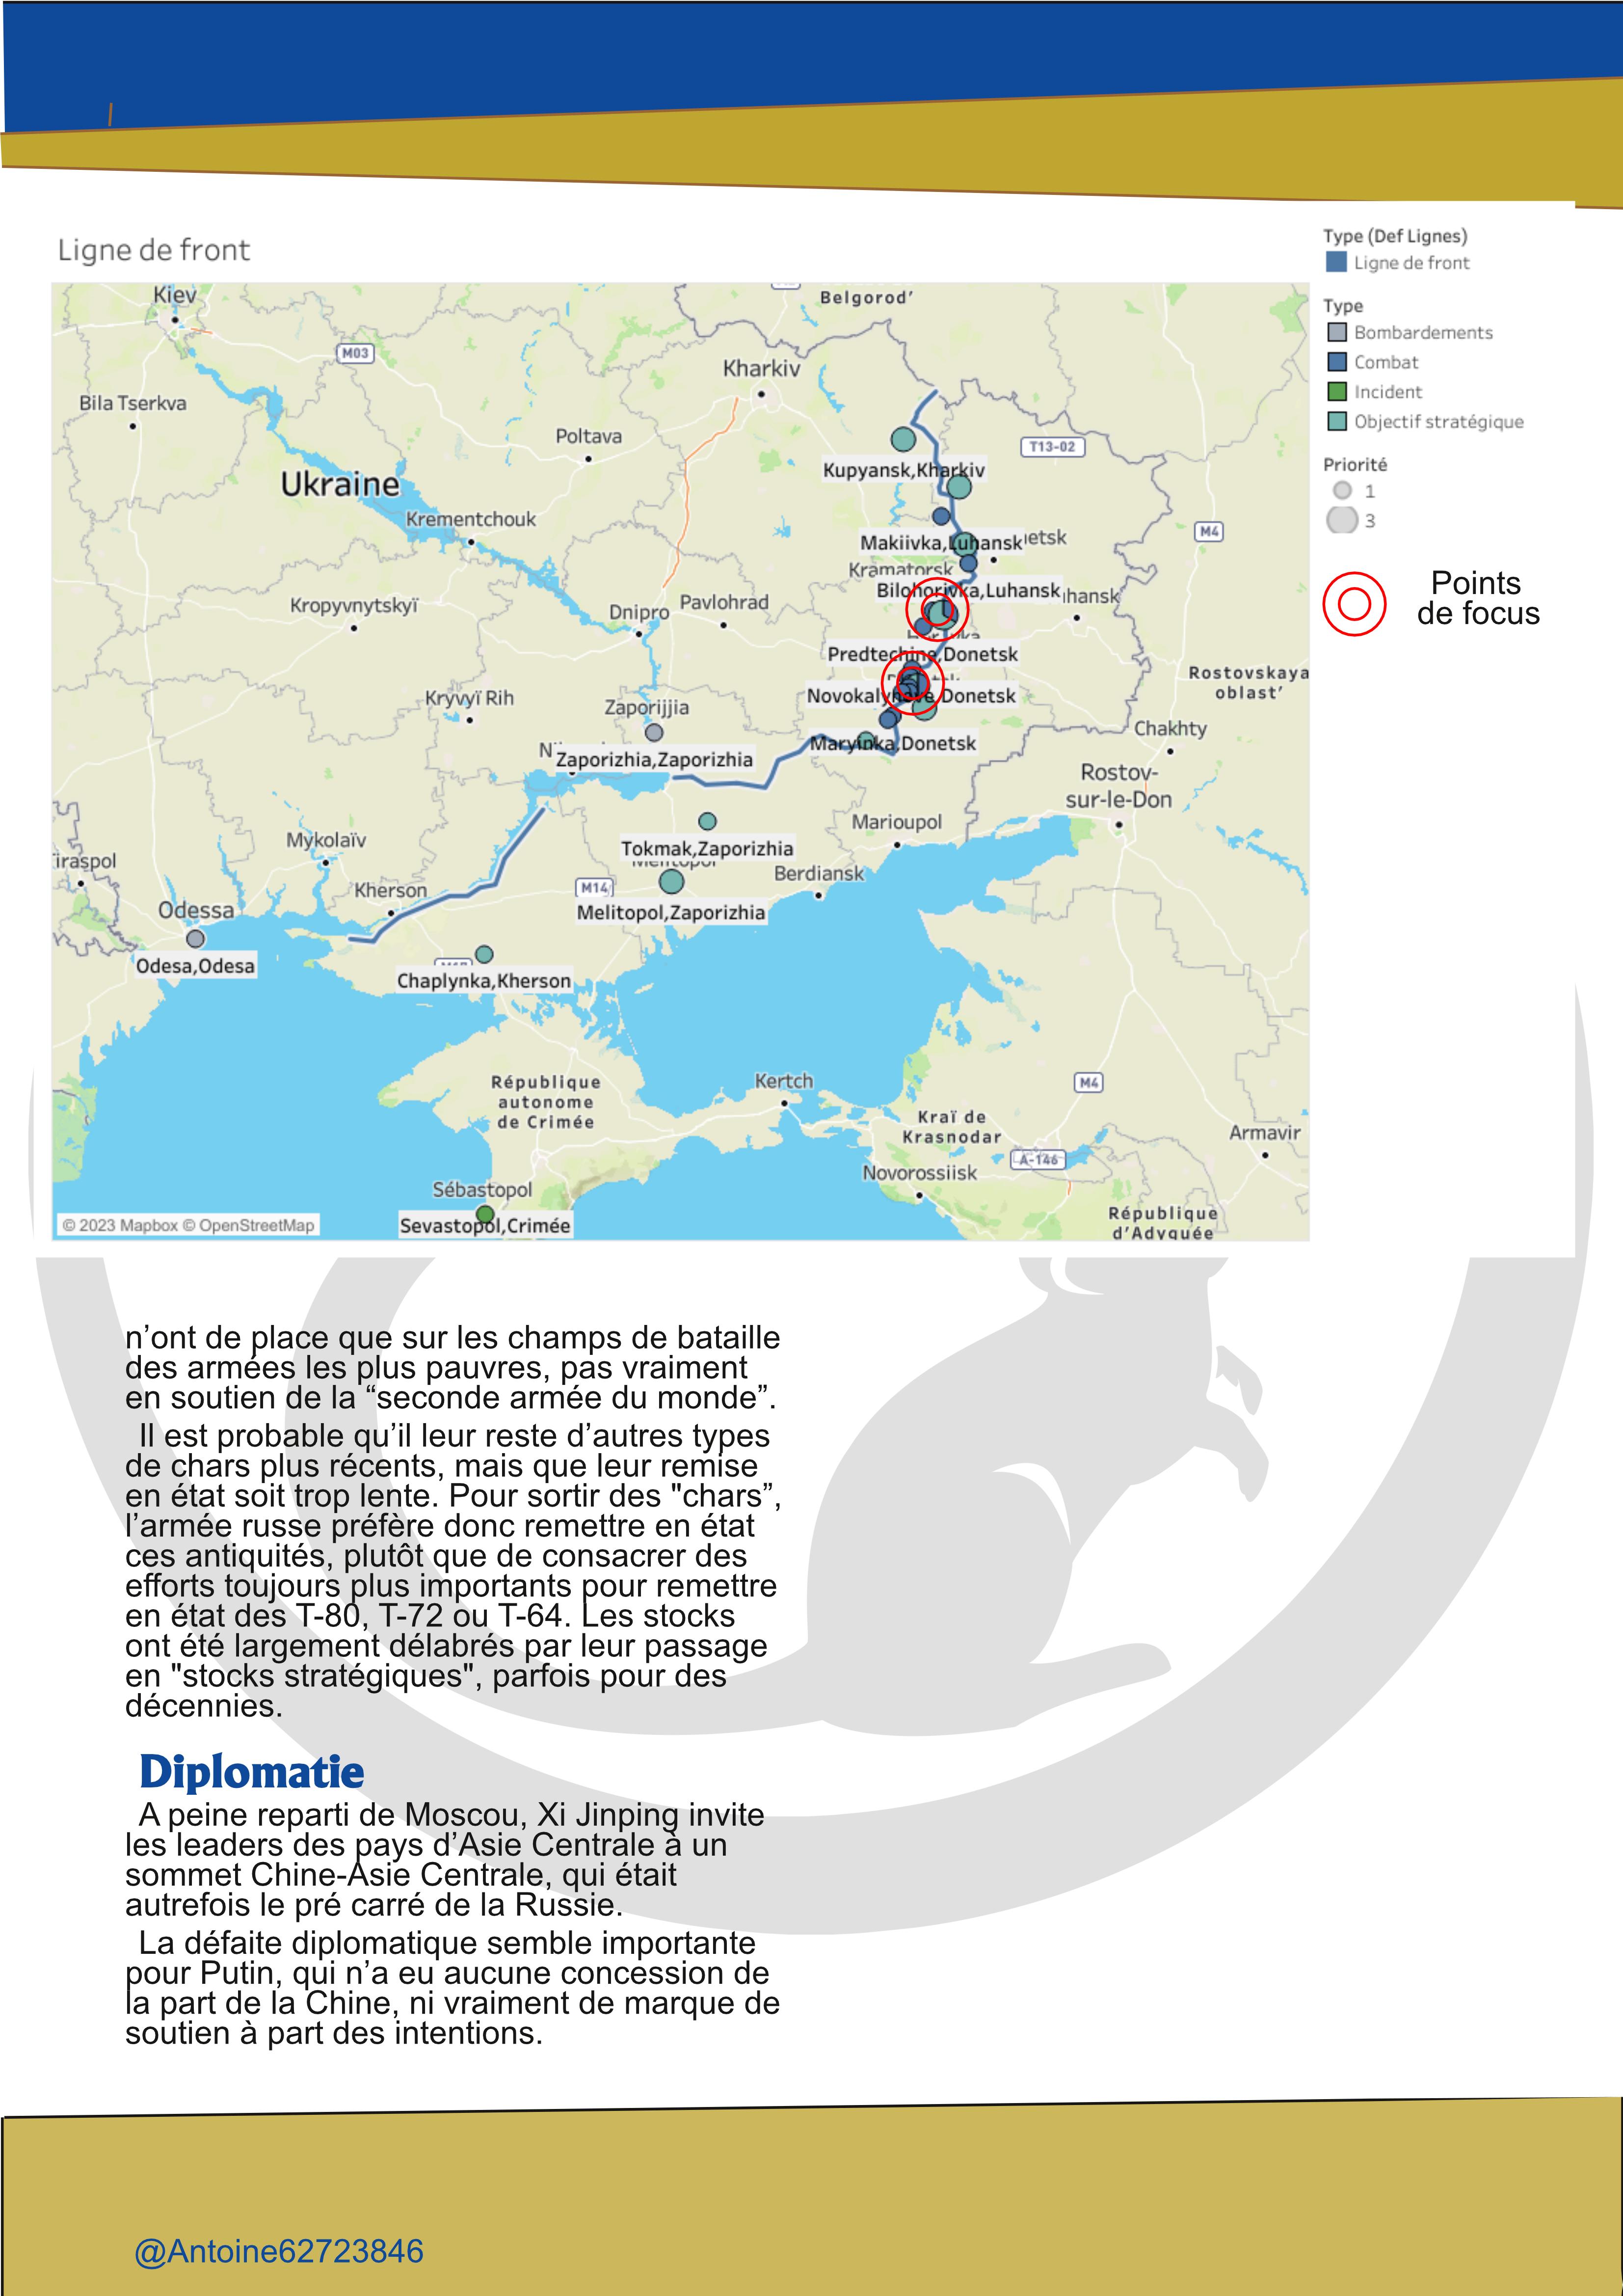 Ligne de front
Type (Def Lignes)
Ligne de front
Type
Bombardements
Combat
Incident
Objectif stratégique
Priorité
1
3
Points
de focus
Kiev
Belgorod’
M03
Kharkiv
Bila Tserkva
Poltava
T13-02
Kupyansk,Kharkiv
Ukraine
Krementchouk
M4
Makiivka,Luhansk
Kramatorsk
Bilohorivka,Luhansk
Kropyvnytskyï
Dnipro
Pavlohrad
Predtechine,Donetsk
Rostovskaya
oblast’
Novokalynove,Donetsk
Kryvyï Rih
Zaporijjia
Chakhty
Maryinka,Donetsk
Zaporizhia,Zaporizhia
Rostov-
sur-le-Don
Marioupol
Mykolaïv
Tokmak,Zaporizhia
Melitopol
Berdiansk
Kherson
M14
Odessa
Melitopol,Zaporizhia
Odesa,Odesa
Chaplynka,Kherson
République
autonome
de Crimée
Kertch
M4
Kraï de
Krasnodar
Armavir
A-146
Novorossiisk
Sébastopol
République
d’Adyguée
Sevastopol,Crimée
© 2023 Mapbox © OpenStreetMap
n’ont de place que sur les champs de bataille
des armées les plus pauvres, pas vraiment
en soutien de la “seconde armée du monde”.
Il est probable qu’il leur reste d’autres types
de chars plus récents, mais que leur remise
en état soit trop lente. Pour sortir des "chars”,
l’armée russe préfère donc remettre en état
ces antiquités, plutôt que de consacrer des
efforts toujours plus importants pour remettre
en état des T-80, T-72 ou T-64. Les stocks
ont été largement délabrés par leur passage
en "stocks stratégiques", parfois pour des
décennies.
Diplomatie
A peine reparti de Moscou, Xi Jinping invite
les leaders des pays d’Asie Centrale à un
sommet Chine-Asie Centrale, qui était
autrefois le pré carré de la Russie.
La défaite diplomatique semble importante
pour Putin, qui n’a eu aucune concession de
la part de la Chine, ni vraiment de marque de
soutien à part des intentions.
@Antoine62723846